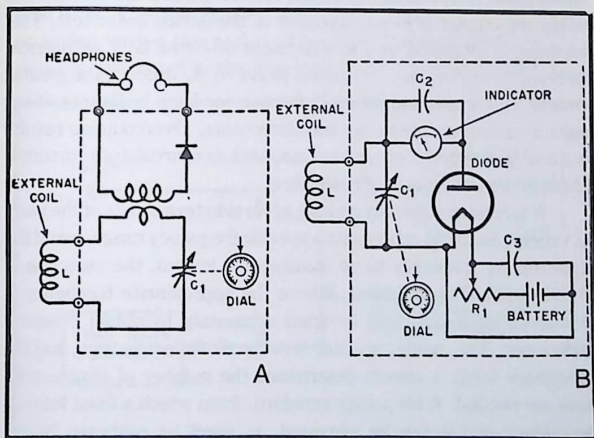 HEADPHONES
EXTERNAL
COIL
L
C1
DIAL
A
C2
INDICATOR
EXTERNAL
COIL
DIODE
L
C1
C3
R1
BATTERY
DIAL
B